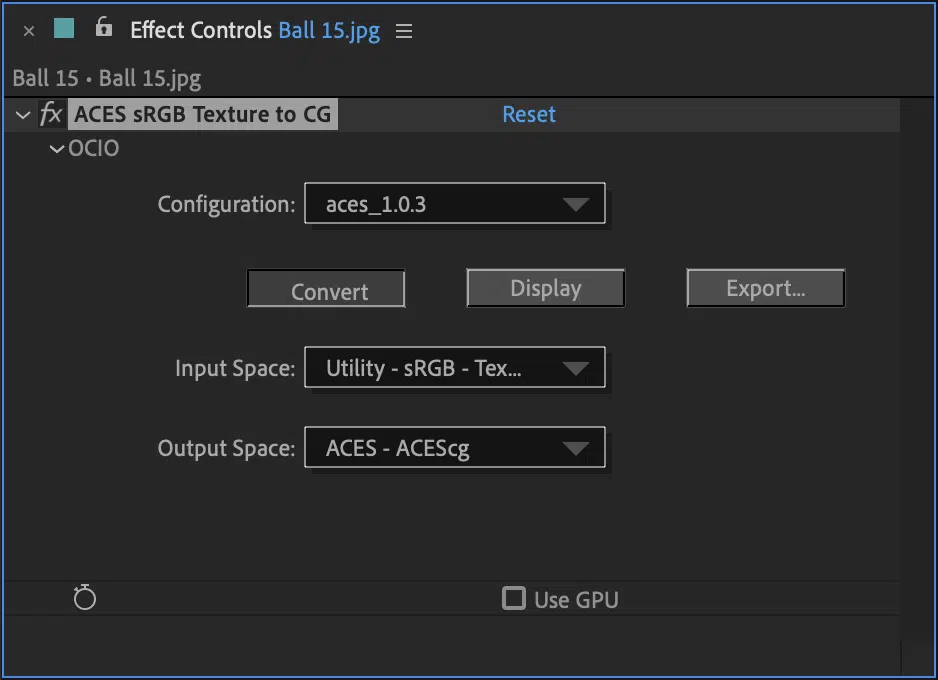 Effect Controls Ball 15.jpg
Ball 15 • Ball 15.jpg
fx ACES sRGB Texture to CG Reset
OCIO
Configuration: aces_1.0.3
Convert Display Export...
Input Space: Utility - sRGB - Tex...
Output Space: ACES - ACEScg
Use GPU